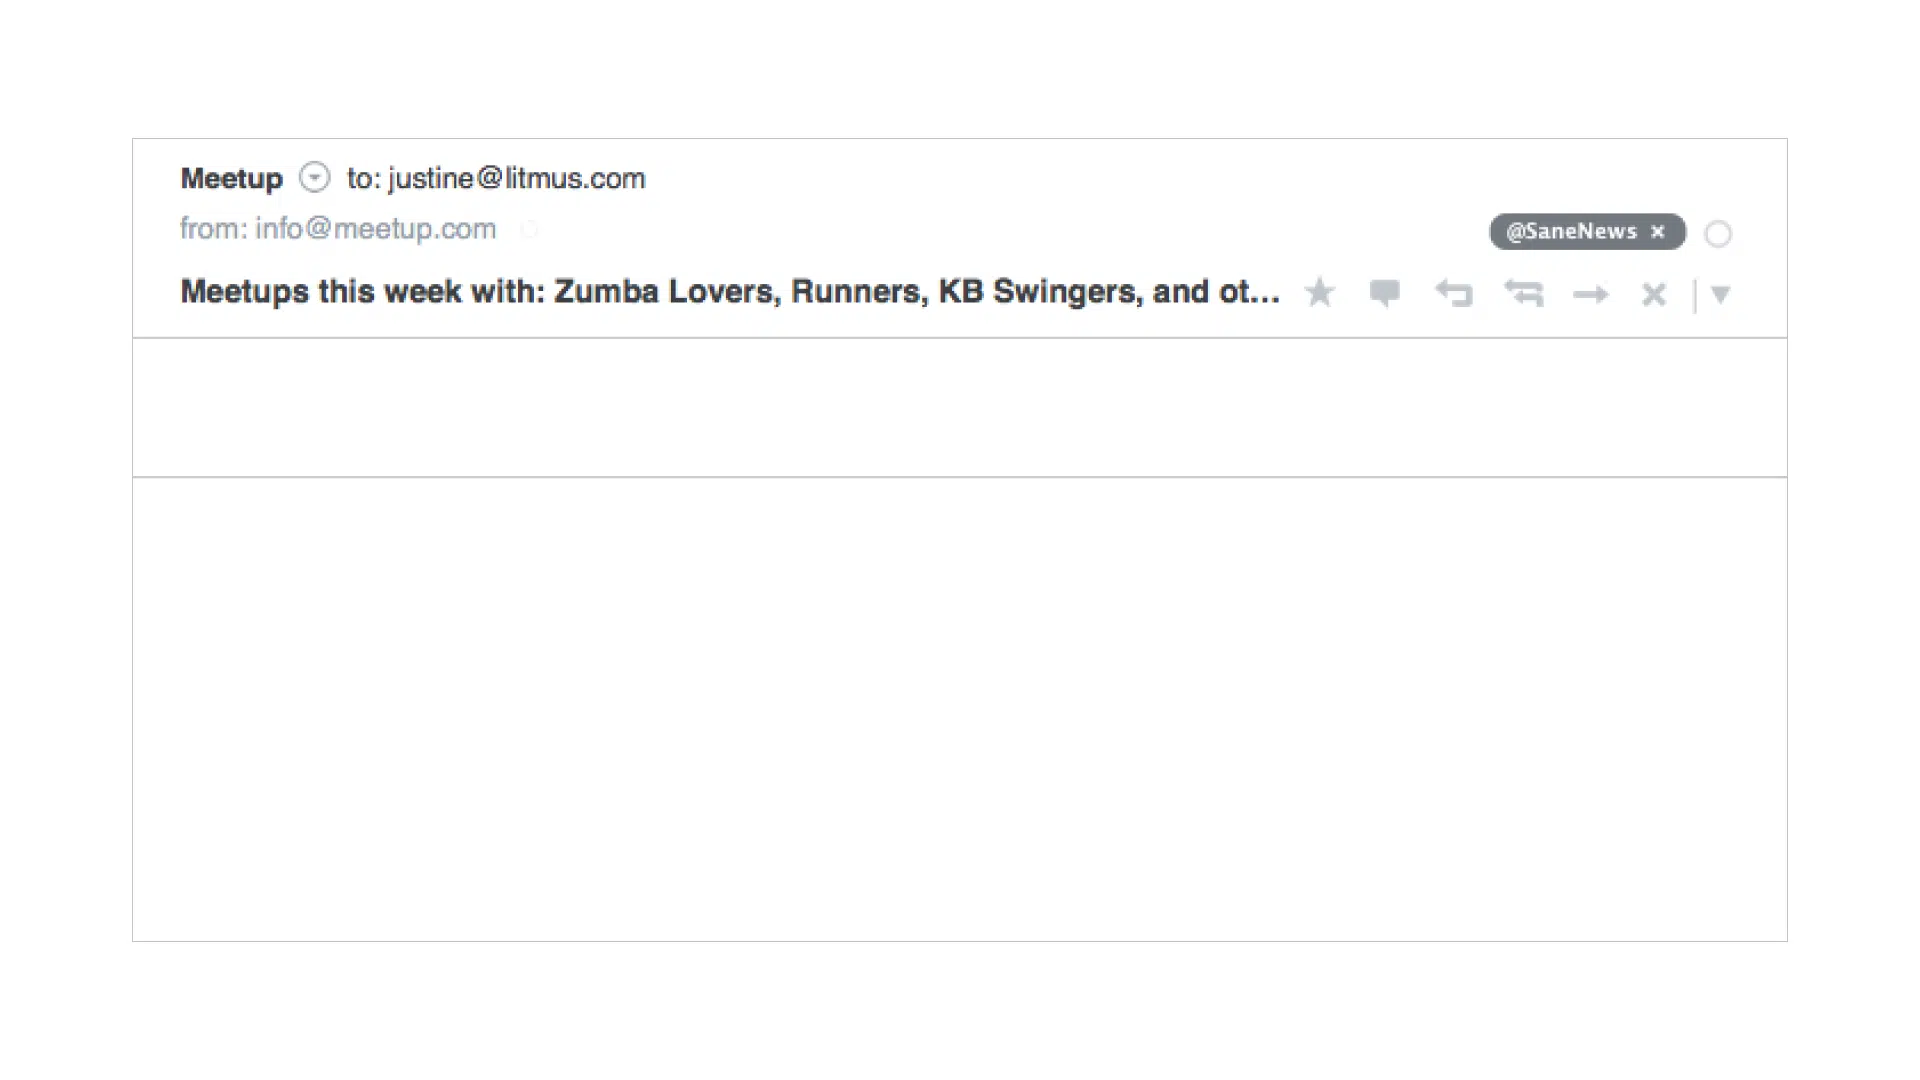 Meetup to: justine@litmus.com
from: info@meetup.com
@SaneNews ×
Meetups this week with: Zumba Lovers, Runners, KB Swingers, and ot...